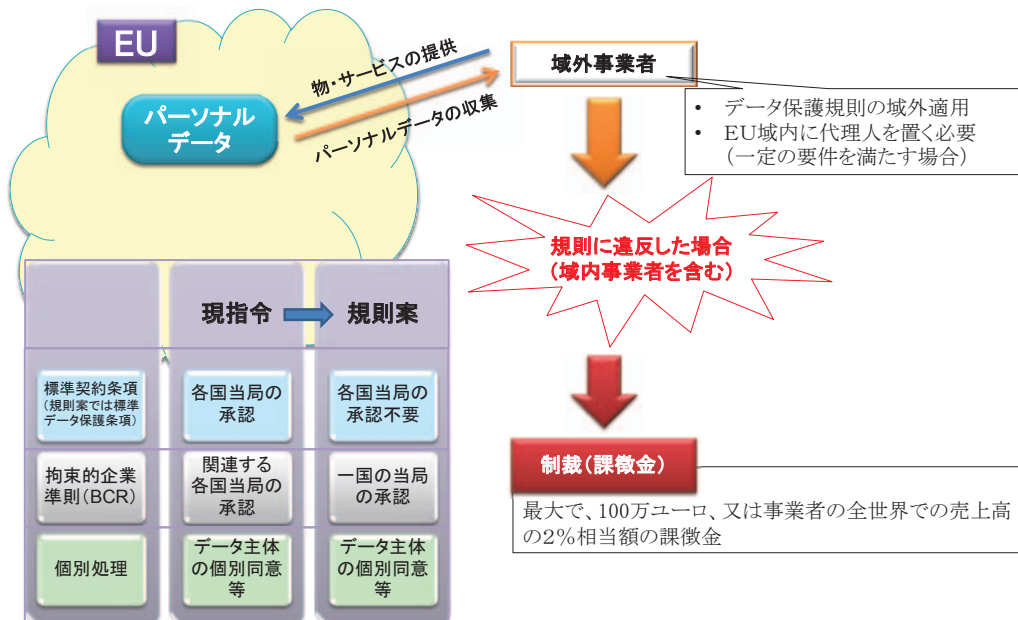 EU
パーソナル
データ
物・サービスの提供
パーソナルデータの収集
域外事業者
• データ保護規則の域外適用
• EU域内に代理人を置く必要
(一定の要件を満たす場合)
規則に違反した場合
(域内事業者を含む)
制裁(課徴金)
最大で、100万ユーロ、又は事業者の全世界での売上高
の2%相当額の課徴金
現指令
規則案
標準契約条項
(規則案では標準
データ保護条項)
各国当局の
承認
各国当局の
承認不要
拘束的企業
準則(BCR)
関連する
各国当局の
承認
一国の当局
の承認
個別処理
データ主体
の個別同意
等
データ主体
の個別同意
等